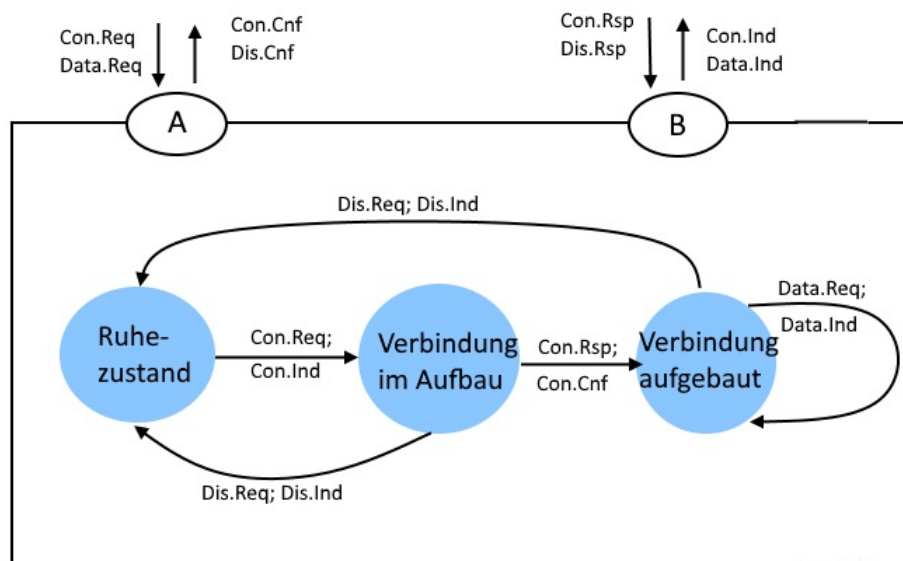 Con.Req
Data.Req
Con.Cnf
Dis.Cnf
Con.Rsp
Dis.Rsp
Con.Ind
Data.Ind
A
B
Dis.Req; Dis.Ind
Ruhe-
zustand
Con.Req;
Con.Ind
Verbindung
im Aufbau
Con.Rsp;
Con.Cnf
Verbindung
aufgebaut
Data.Req;
Data.Ind
Dis.Req; Dis.Ind